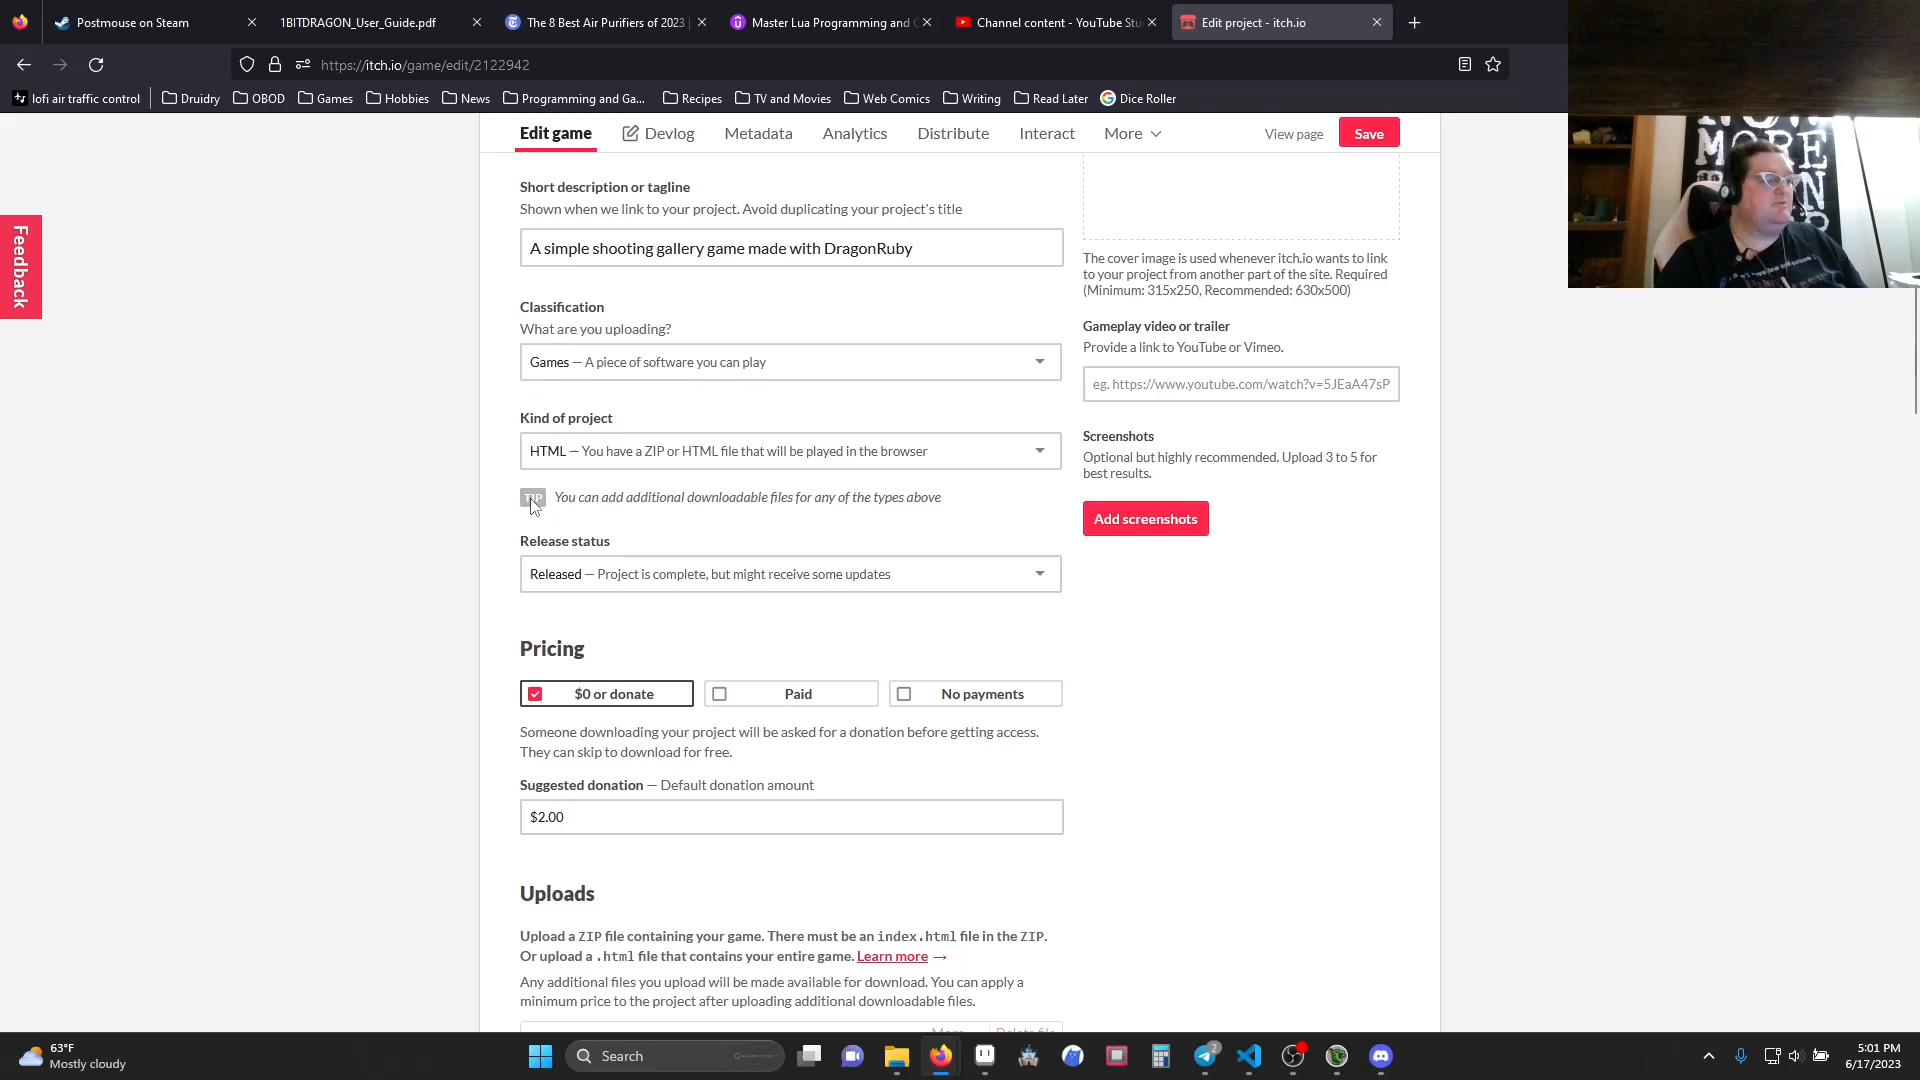 Postmouse on Steam
1BITDRAGON_User_Guide.pdf
The 8 Best Air Purifiers of 2023 |
Master Lua Programming and
Channel content - YouTube Stu
Edit project - itch.io
https://itch.io/game/edit/2122942
lofi air traffic control
Druidry
OBOD
Games
Hobbies
News
Programming and Ga...
Recipes
TV and Movies
Web Comics
Writing
Read Later
Dice Roller
Edit game
Devlog
Metadata
Analytics
Distribute
Interact
More
View page
Save
Feedback
Short description or tagline
Shown when we link to your project. Avoid duplicating your project's title
A simple shooting gallery game made with DragonRuby
Classification
What are you uploading?
Games — A piece of software you can play
Kind of project
HTML — You have a ZIP or HTML file that will be played in the browser
TIP You can add additional downloadable files for any of the types above
Release status
Released — Project is complete, but might receive some updates
Pricing
$0 or donate
Paid
No payments
Someone downloading your project will be asked for a donation before getting access.
They can skip to download for free.
Suggested donation — Default donation amount
$2.00
Uploads
Upload a ZIP file containing your game. There must be an index.html file in the ZIP.
Or upload a .html file that contains your entire game. Learn more →
Any additional files you upload will be made available for download. You can apply a
minimum price to the project after uploading additional downloadable files.
More
Delete file
The cover image is used whenever itch.io wants to link
to your project from another part of the site. Required
(Minimum: 315x250, Recommended: 630x500)
Gameplay video or trailer
Provide a link to YouTube or Vimeo.
eg. https://www.youtube.com/watch?v=5JEaA47sP
Screenshots
Optional but highly recommended. Upload 3 to 5 for
best results.
Add screenshots
63°F
Mostly cloudy
Search
2
5:01 PM
6/17/2023